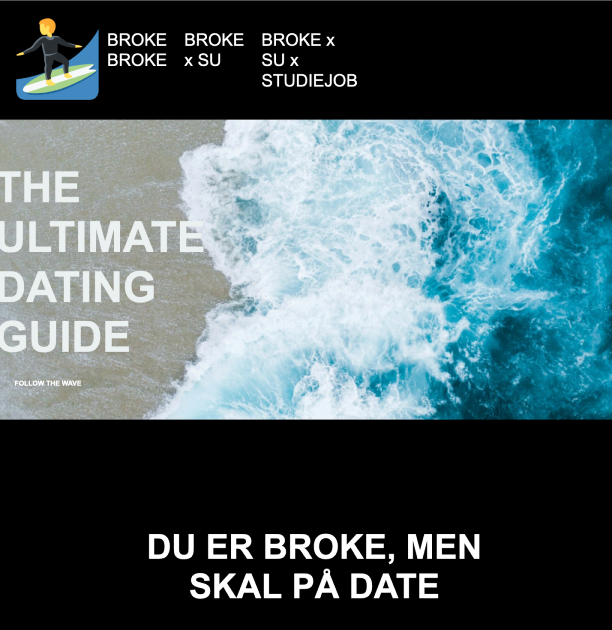 BROKE BROKE
BROKE x SU
BROKE x SU x STUDIEJOB
THE
ULTIMATE
DATING
GUIDE
FOLLOW THE WAVE
DU ER BROKE, MEN
SKAL PÅ DATE